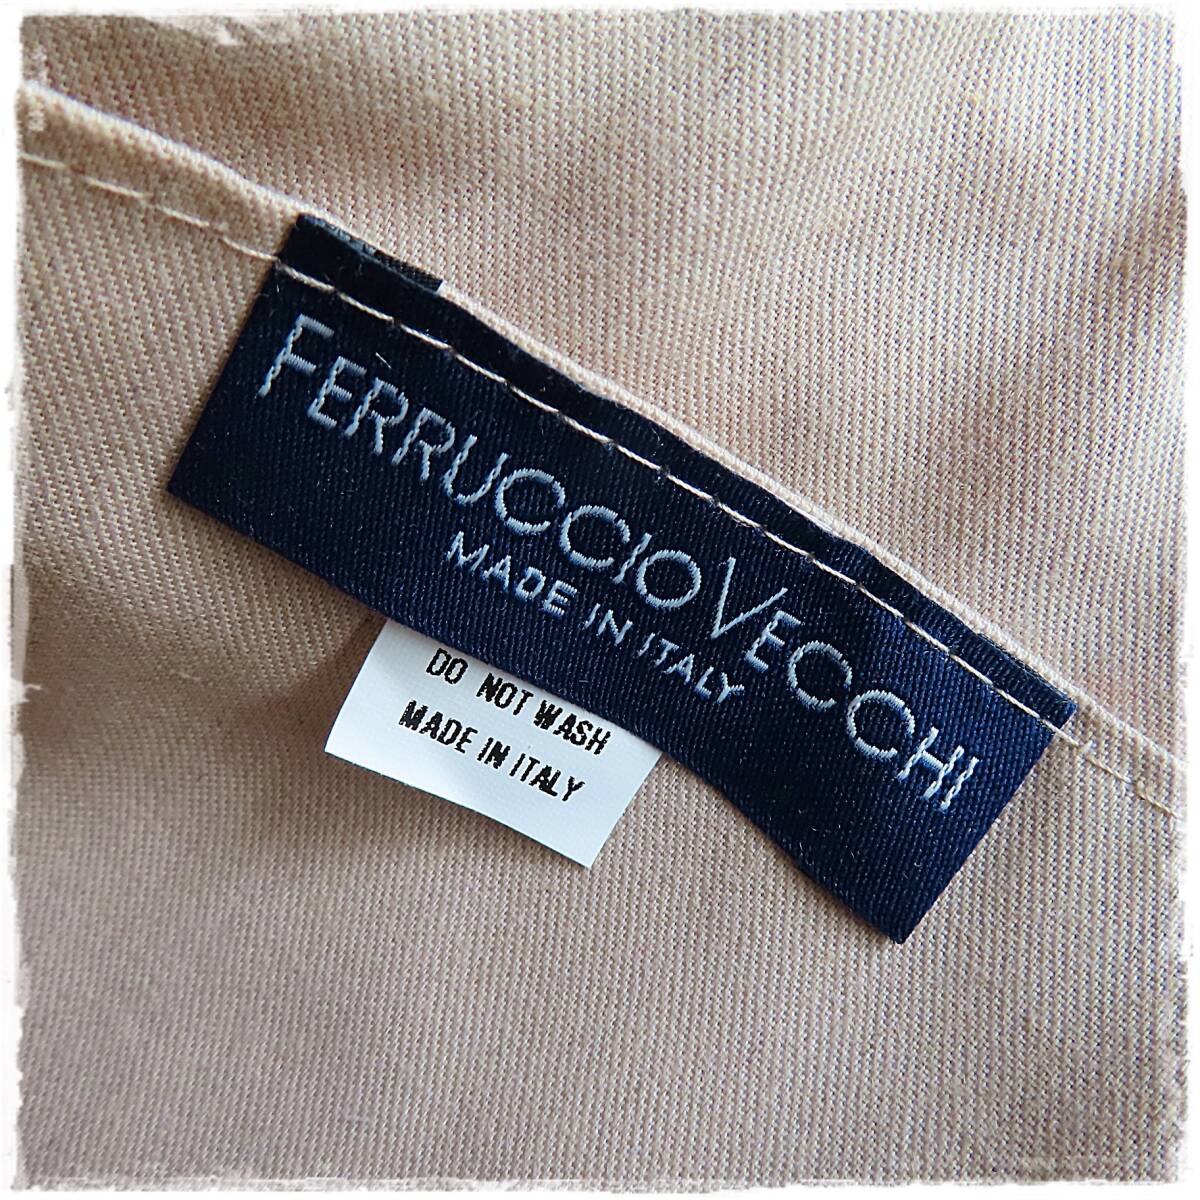 FERRUCCIO VECCHI
MADE IN ITALY
DO NOT WASH
MADE IN ITALY